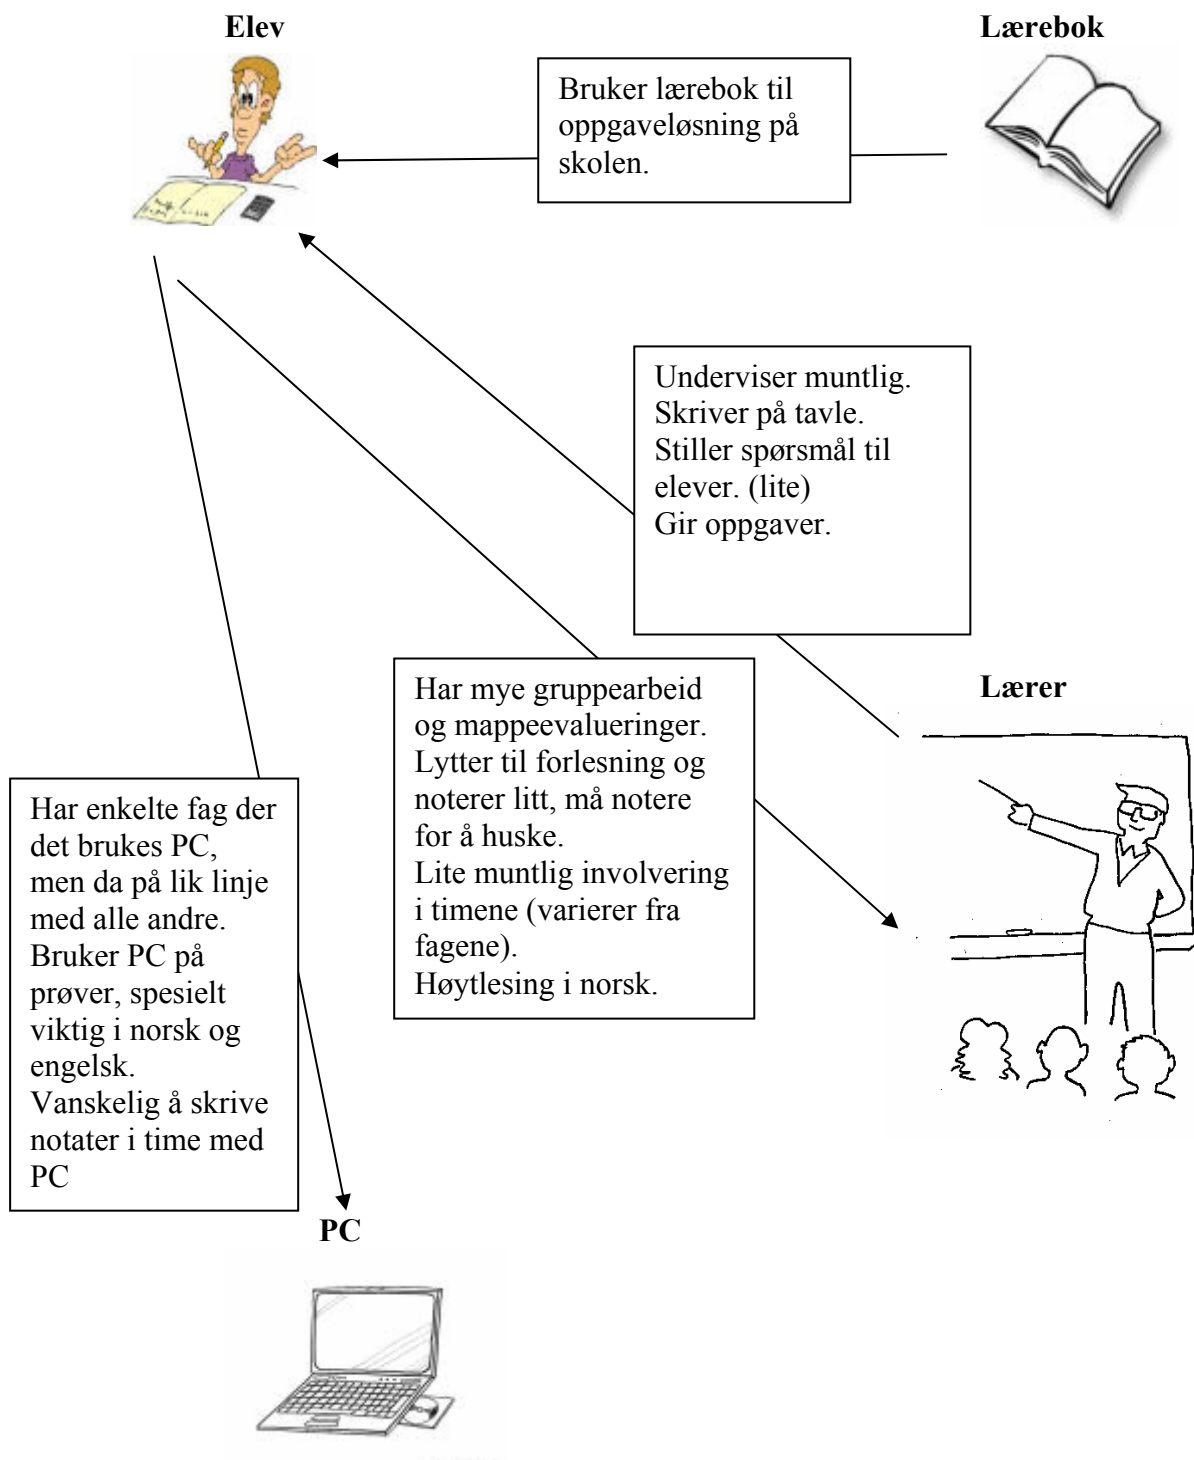 Elev
Lærebok
Bruker lærebok til
oppgaveløsning på
skolen.
Underviser muntlig.
Skriver på tavle.
Stiller spørsmål til
elever. (lite)
Gir oppgaver.
Lærer
Har mye gruppearbeid
og mappeevalueringer.
Lytter til forlesning og
noterer litt, må notere
for å huske.
Lite muntlig involvering
i timene (varierer fra
fagene).
Høytlesing i norsk.
Har enkelte fag der
det brukes PC,
men da på lik linje
med alle andre.
Bruker PC på
prøver, spesielt
viktig i norsk og
engelsk.
Vanskelig å skrive
notater i time med
PC
PC